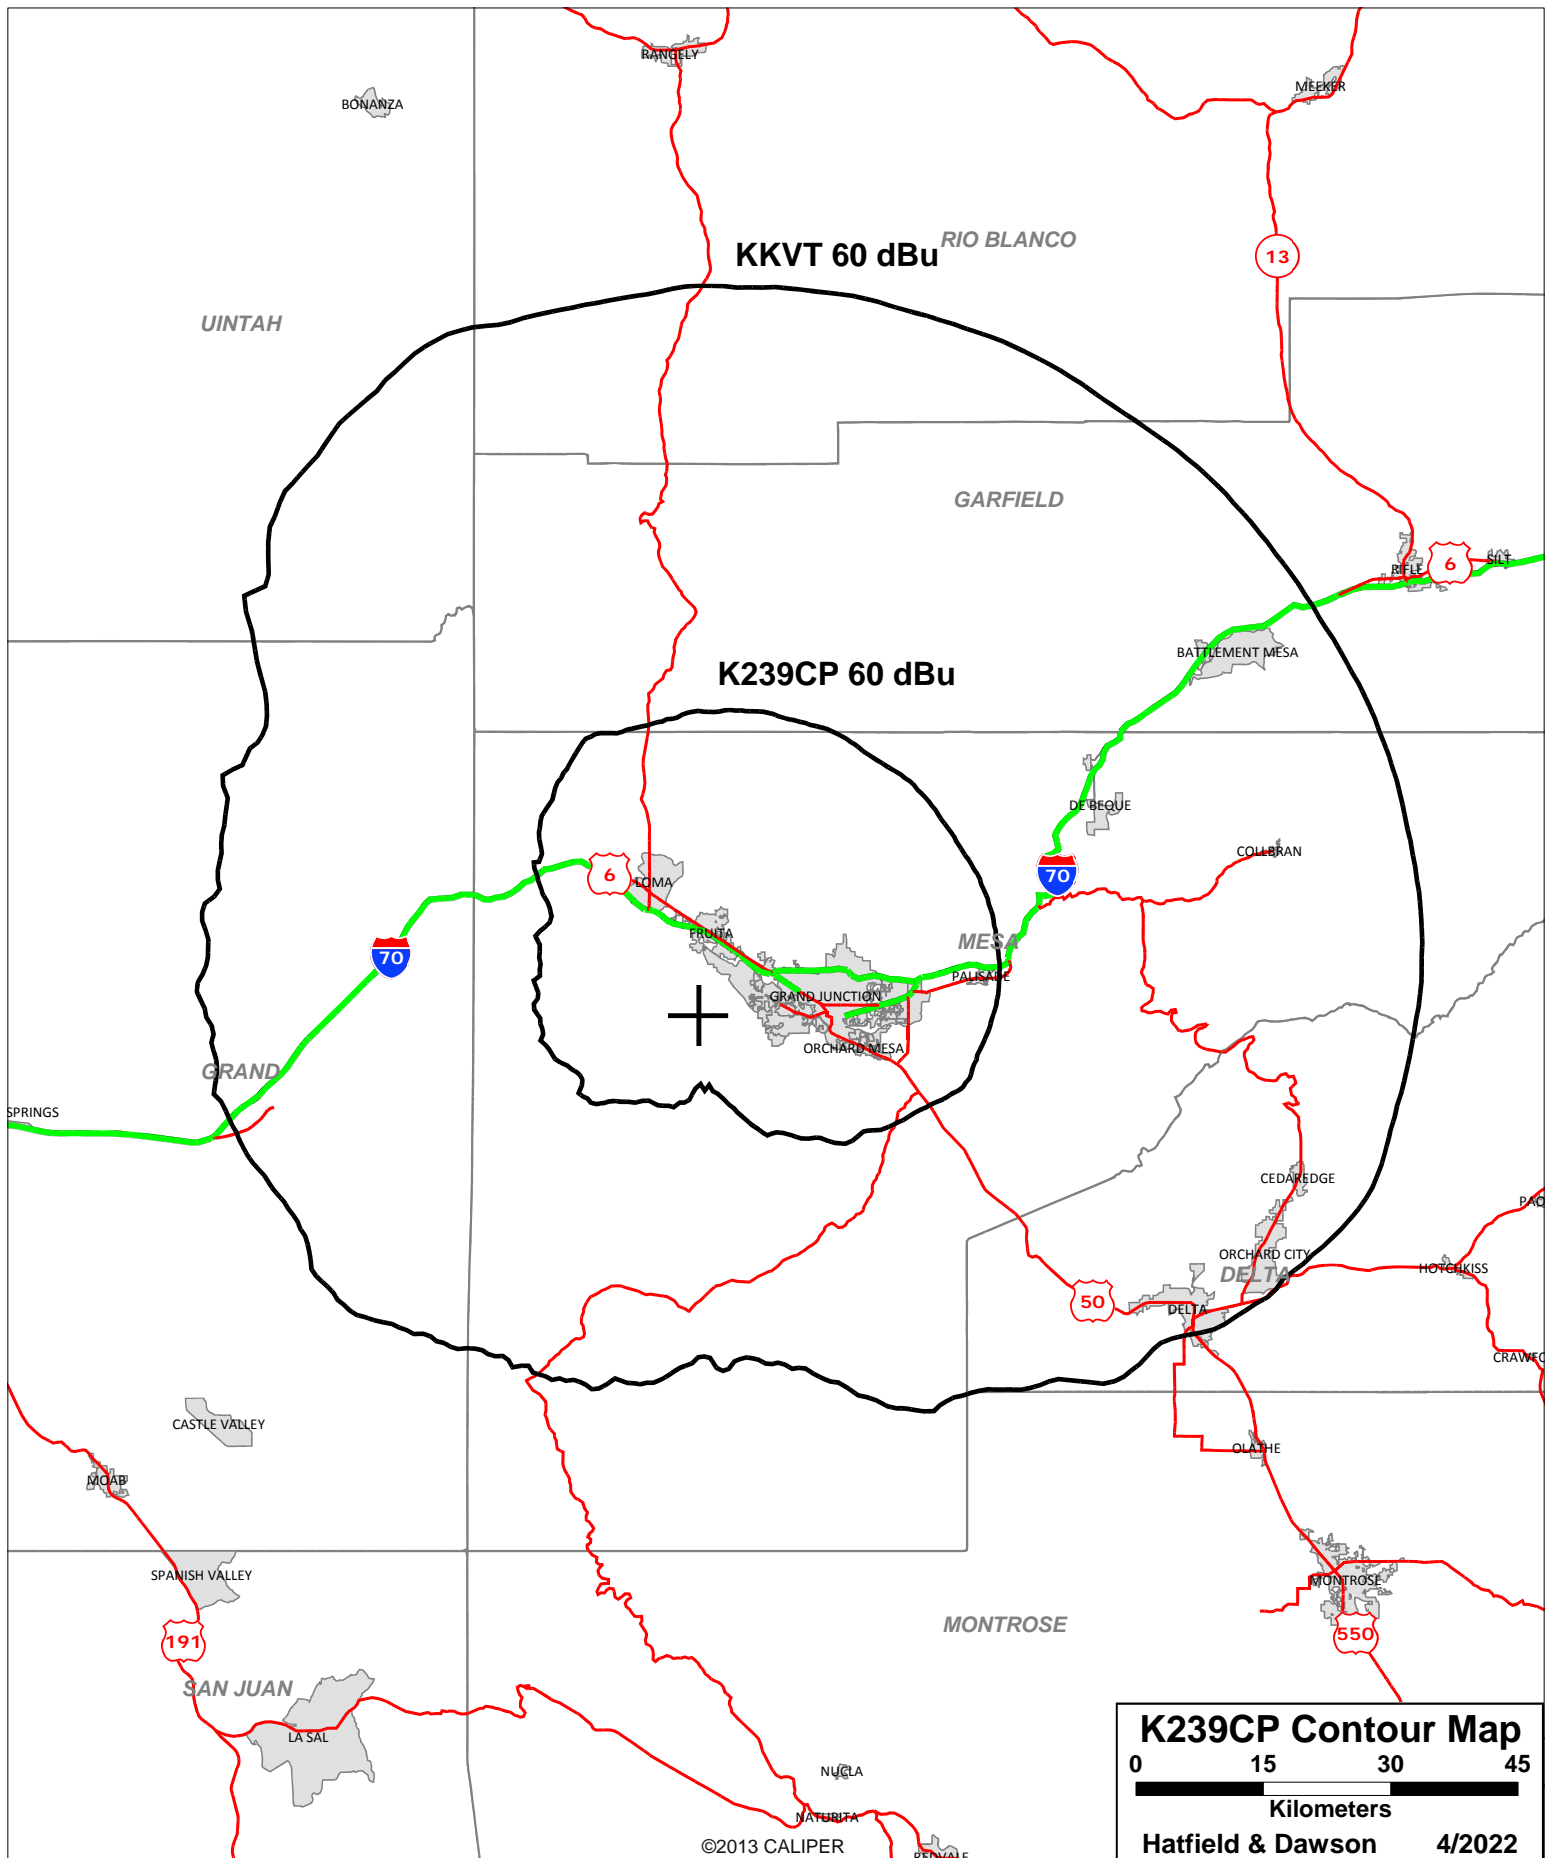 RANGELY
MEEKER
BONANZA
RIO BLANCO
KKVT 60 dBu
13
UINTAH
GARFIELD
6
SILT
RIFLE
BATTLEMENT MESA
K239CP 60 dBu
DE BEQUE
COLLBRAN
6
LOMA
70
FRUITA
MESA
70
PALISADE
GRAND JUNCTION
ORCHARD MESA
GRAND
SPRINGS
CEDAREDGE
PAO
ORCHARD CITY
HOTCHKISS
DELTA
50
DELTA
CRAWFO
CASTLE VALLEY
OLATHE
MOAB
SPANISH VALLEY
MONTROSE
MONTROSE
191
550
SAN JUAN
LA SAL
K239CP Contour Map
0 15 30 45
Kilometers
NUCLA
NATURITA
©2013 CALIPER
Hatfield & Dawson 4/2022
REDVALE